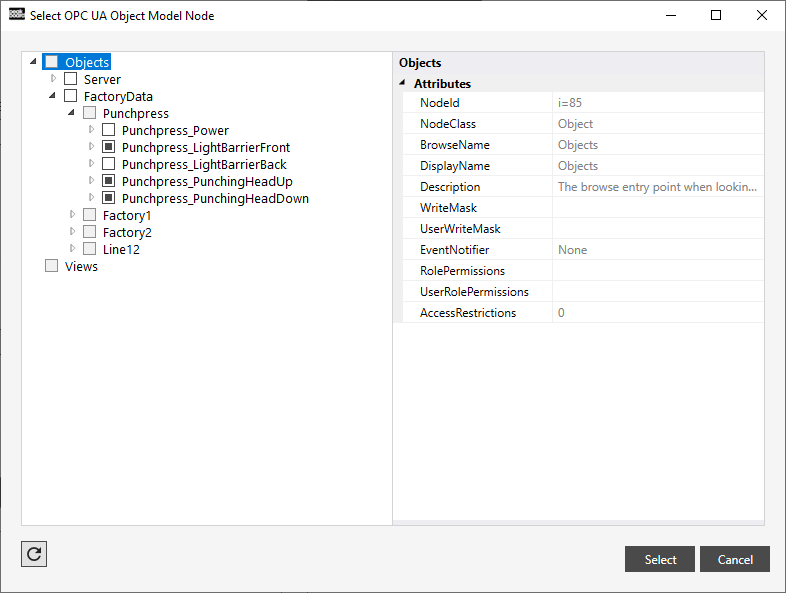 peak
board
Select OPC UA Object Model Node
Objects
Server
FactoryData
Punchpress
Punchpress_Power
Punchpress_LightBarrierFront
Punchpress_LightBarrierBack
Punchpress_PunchingHeadUp
Punchpress_PunchingHeadDown
Factory1
Factory2
Line12
Views
Objects
Attributes
NodeId i=85
NodeClass Object
BrowseName Objects
DisplayName Objects
Description The browse entry point when lookin...
WriteMask
UserWriteMask
EventNotifier None
RolePermissions
UserRolePermissions
AccessRestrictions 0
Select Cancel